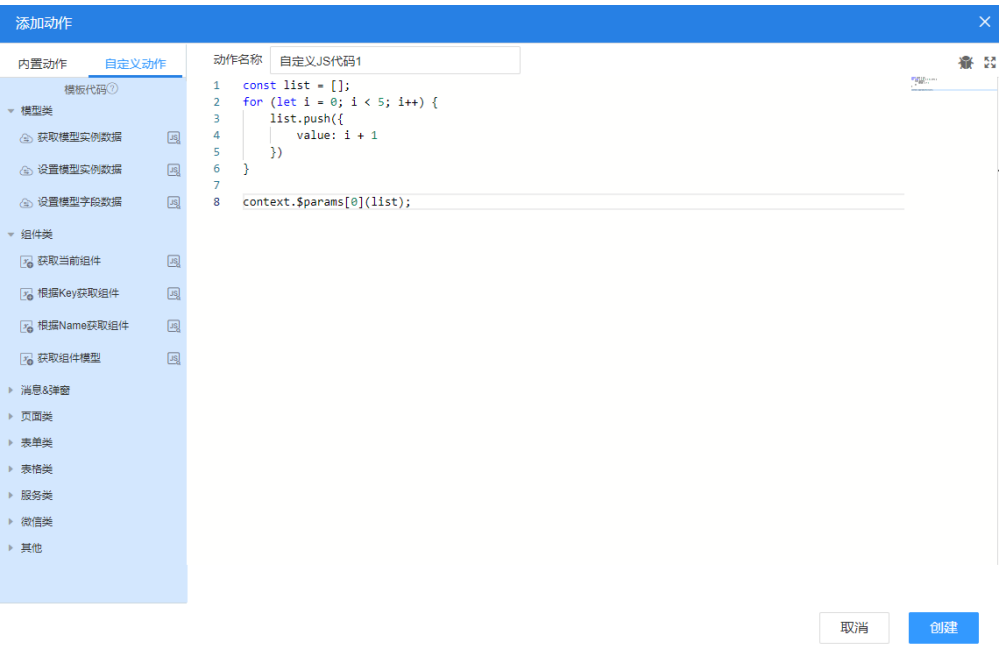 添加动作
内置动作 自定义动作
模板代码
模型类
获取模型实例数据
设置模型实例数据
设置模型字段数据
组件类
获取当前组件
根据Key获取组件
根据Name获取组件
获取组件模型
消息&弹窗
页面类
表单类
表格类
服务类
微信类
其他
动作名称 自定义JS代码1
1 const list = [];
2 for (let i = 0; i < 5; i++) {
3 list.push({
4 value: i + 1
5 })
6 }
7
8 context.$params[0](list);
取消 创建